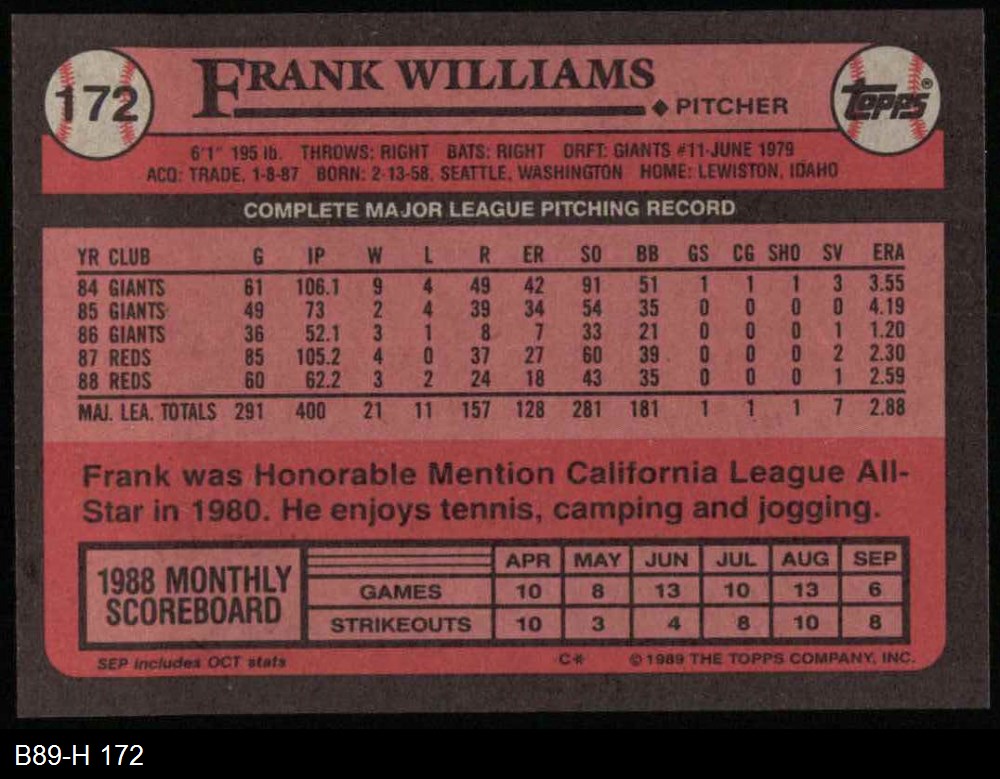 172
FRANK WILLIAMS
◆ PITCHER
Topps®
6'1" 195 lb. THROWS: RIGHT BATS: RIGHT DRFT: GIANTS #11-JUNE 1979
ACQ: TRADE, 1-8-87 BORN: 2-13-58, SEATTLE, WASHINGTON HOME: LEWISTON, IDAHO
COMPLETE MAJOR LEAGUE PITCHING RECORD
YR CLUB G IP W L R ER SO BB GS CG SHO SV ERA
84 GIANTS 61 106.1 9 4 49 42 91 51 1 1 1 3 3.55
85 GIANTS 49 73 2 4 39 34 54 35 0 0 0 0 4.19
86 GIANTS 36 52.1 3 1 8 7 33 21 0 0 0 1 1.20
87 REDS 85 105.2 4 0 37 27 60 39 0 0 0 2 2.30
88 REDS 60 62.2 3 2 24 18 43 35 0 0 0 1 2.59
MAJ. LEA. TOTALS 291 400 21 11 157 128 281 181 1 1 1 7 2.88
Frank was Honorable Mention California League All-
Star in 1980. He enjoys tennis, camping and jogging.
1988 MONTHLY
SCOREBOARD
APR MAY JUN JUL AUG SEP
GAMES 10 8 13 10 13 6
STRIKEOUTS 10 3 4 8 10 8
SEP includes OCT stats C* © 1989 THE TOPPS COMPANY, INC.
B89-H 172